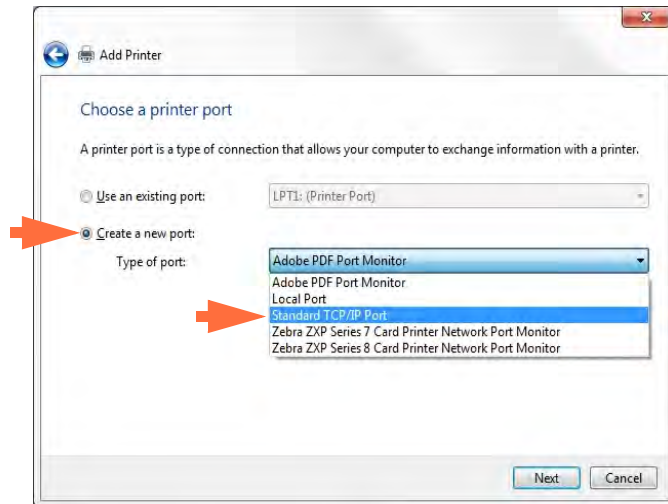 Add Printer
Choose a printer port
A printer port is a type of connection that allows your computer to exchange information with a printer.
Use an existing port: LPT1: (Printer Port)
Create a new port:
Type of port: Adobe PDF Port Monitor
Adobe PDF Port Monitor
Local Port
Standard TCP/IP Port
Zebra ZXP Series 7 Card Printer Network Port Monitor
Zebra ZXP Series 8 Card Printer Network Port Monitor
Next Cancel